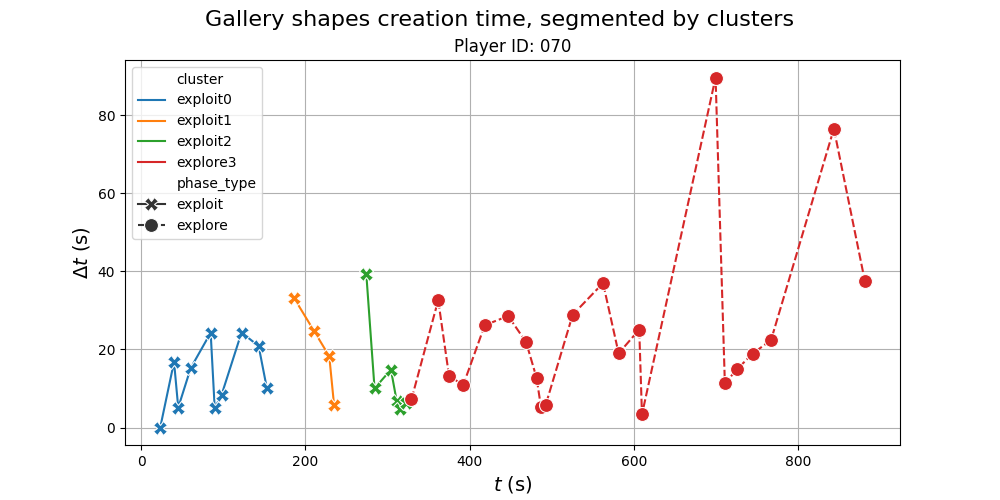 Gallery shapes creation time, segmented by clusters
Player ID: 070
cluster
exploit0
exploit1
exploit2
explore3
phase_type
exploit
explore
80
60
40
20
0
Δt (s)
0 200 400 600 800
t (s)